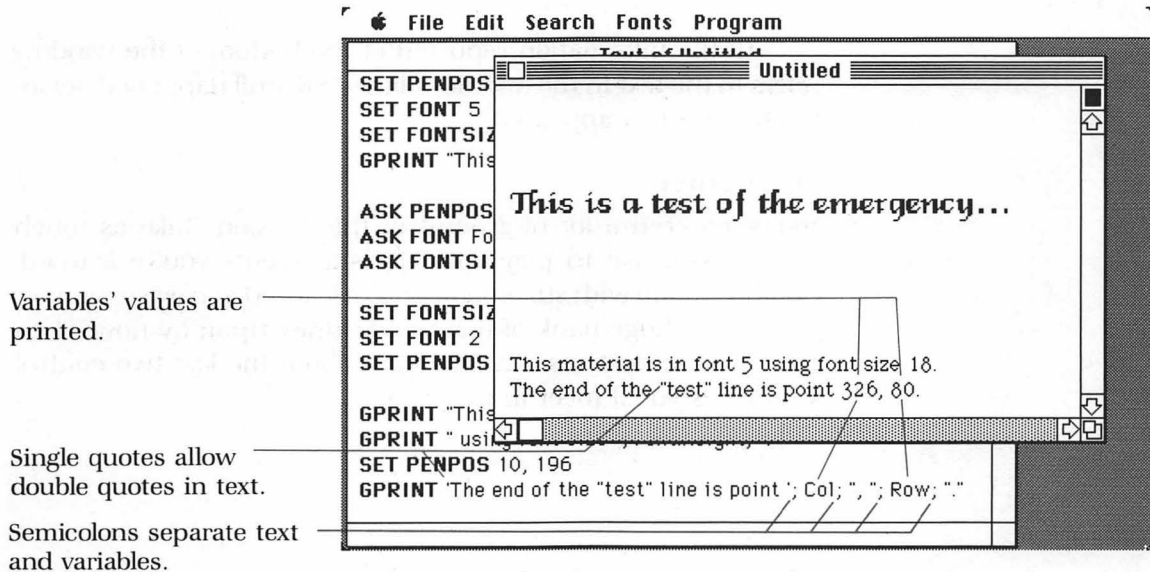 File Edit Search Fonts Program
Text of Untitled
Untitled
SET PENPOS
SET FONT 5
SET FONTSIZ
GPRINT "This
ASK PENPOS
ASK FONT Fo
ASK FONTSIZ
SET FONTSIZ
SET FONT 2
SET PENPOS
GPRINT "This
GPRINT " usin
SET PENPOS 10, 196
GPRINT 'The end of the "test" line is point '; Col; ", "; Row; "."
This is a test of the emergency...
This material is in font 5 using font size 18.
The end of the "test" line is point 326, 80.
Variables' values are
printed.
Single quotes allow
double quotes in text.
Semicolons separate text
and variables.